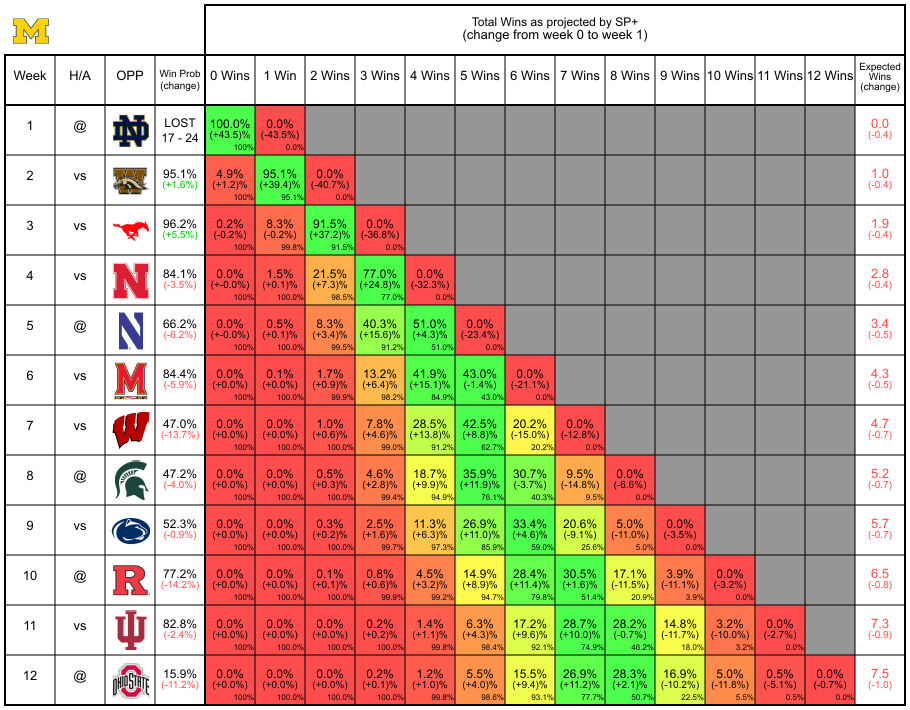 M
Total Wins as projected by SP+
(change from week 0 to week 1)
Week H/A OPP Win Prob (change) 0 Wins 1 Win 2 Wins 3 Wins 4 Wins 5 Wins 6 Wins 7 Wins 8 Wins 9 Wins 10 Wins 11 Wins 12 Wins Expected Wins (change)
1 @ ND LOST 100.0% 0.0% 0.0
17 - 24 (+43.5)% (-43.5%) (-0.4)
100% 0.0%
2 vs W 95.1% 4.9% 95.1% 0.0% 1.0
(+1.6%) (+1.2)% (+39.4)% (-40.7%) (-0.4)
100% 95.1% 0.0%
3 vs 96.2% 0.2% 8.3% 91.5% 0.0% 1.9
(+5.5%) (-0.2%) (-0.2%) (+37.2)% (-36.8%) (-0.4)
100% 99.8% 91.5% 0.0%
4 vs N 84.1% 0.0% 1.5% 21.5% 77.0% 0.0% 2.8
(-3.5%) (+-0.0)% (+0.1)% (+7.3)% (+24.8)% (-32.3%) (-0.4)
100% 100.0% 98.5% 77.0% 0.0%
5 @ N 66.2% 0.0% 0.5% 8.3% 40.3% 51.0% 0.0% 3.4
(-6.2%) (+-0.0)% (+0.1)% (+3.4)% (+15.6)% (+4.3)% (-23.4%) (-0.5)
100% 100.0% 99.5% 91.2% 51.0% 0.0%
6 vs M 84.4% 0.0% 0.1% 1.7% 13.2% 41.9% 43.0% 0.0% 4.3
(-5.9%) (+0.0)% (+0.0)% (+0.9)% (+6.4)% (+15.1)% (-1.4%) (-21.1%) (-0.5)
100% 100.0% 99.9% 98.2% 84.9% 43.0% 0.0%
7 vs W 47.0% 0.0% 0.0% 1.0% 7.8% 28.5% 42.5% 20.2% 0.0% 4.7
(-13.7%) (+0.0)% (+0.0)% (+0.6)% (+4.6)% (+13.8)% (+8.8)% (-15.0%) (-12.8%) (-0.7)
100% 100.0% 100.0% 99.0% 91.2% 62.7% 20.2% 0.0%
8 @ 47.2% 0.0% 0.0% 0.5% 4.6% 18.7% 35.9% 30.7% 9.5% 0.0% 5.2
(-4.0%) (+0.0)% (+0.0)% (+0.3)% (+2.8)% (+9.9)% (+11.9)% (-3.7%) (-14.8%) (-6.6%) (-0.7)
100% 100.0% 100.0% 99.4% 94.9% 76.1% 40.3% 9.5% 0.0%
9 vs 52.3% 0.0% 0.0% 0.3% 2.5% 11.3% 26.9% 33.4% 20.6% 5.0% 0.0% 5.7
(-0.9%) (+0.0)% (+0.0)% (+0.2)% (+1.6)% (+6.3)% (+11.0)% (+4.6)% (-9.1%) (-11.0%) (-3.5%) (-0.7)
100% 100.0% 100.0% 99.7% 97.3% 85.9% 59.0% 25.6% 5.0% 0.0%
10 @ R 77.2% 0.0% 0.0% 0.1% 0.8% 4.5% 14.9% 28.4% 30.5% 17.1% 3.9% 0.0% 6.5
(-14.2%) (+0.0)% (+0.0)% (+0.1)% (+0.6)% (+3.2)% (+8.9)% (+11.4)% (+1.6)% (-11.5%) (-11.1%) (-3.2%) (-0.8)
100% 100.0% 100.0% 99.9% 99.2% 94.7% 79.8% 51.4% 20.9% 3.9% 0.0%
11 vs IU 82.8% 0.0% 0.0% 0.0% 0.2% 1.4% 6.3% 17.2% 28.7% 28.2% 14.8% 3.2% 0.0% 7.3
(-2.4%) (+0.0)% (+0.0)% (+0.0)% (+0.2)% (+1.1)% (+4.3)% (+9.2)% (+10.0)% (-0.7%) (-11.7%) (-10.0%) (-2.7%) (-0.9)
100% 100.0% 100.0% 100.0% 99.8% 98.4% 92.1% 74.9% 46.2% 18.0% 3.2% 0.0%
12 @ OHIO STATE 15.9% 0.0% 0.0% 0.0% 0.2% 1.2% 5.5% 15.5% 26.9% 28.3% 16.9% 5.0% 0.5% 0.0% 7.5
(-11.2%) (+0.0)% (+0.0)% (+0.0)% (+0.1)% (+1.0)% (+4.0)% (+9.4)% (+11.2)% (+2.1)% (-10.2%) (-11.8%) (-5.1%) (-0.7%) (-1.0)
100% 100.0% 100.0% 100.0% 99.8% 98.6% 93.1% 77.7% 50.7% 22.5% 5.5% 0.5% 0.0%